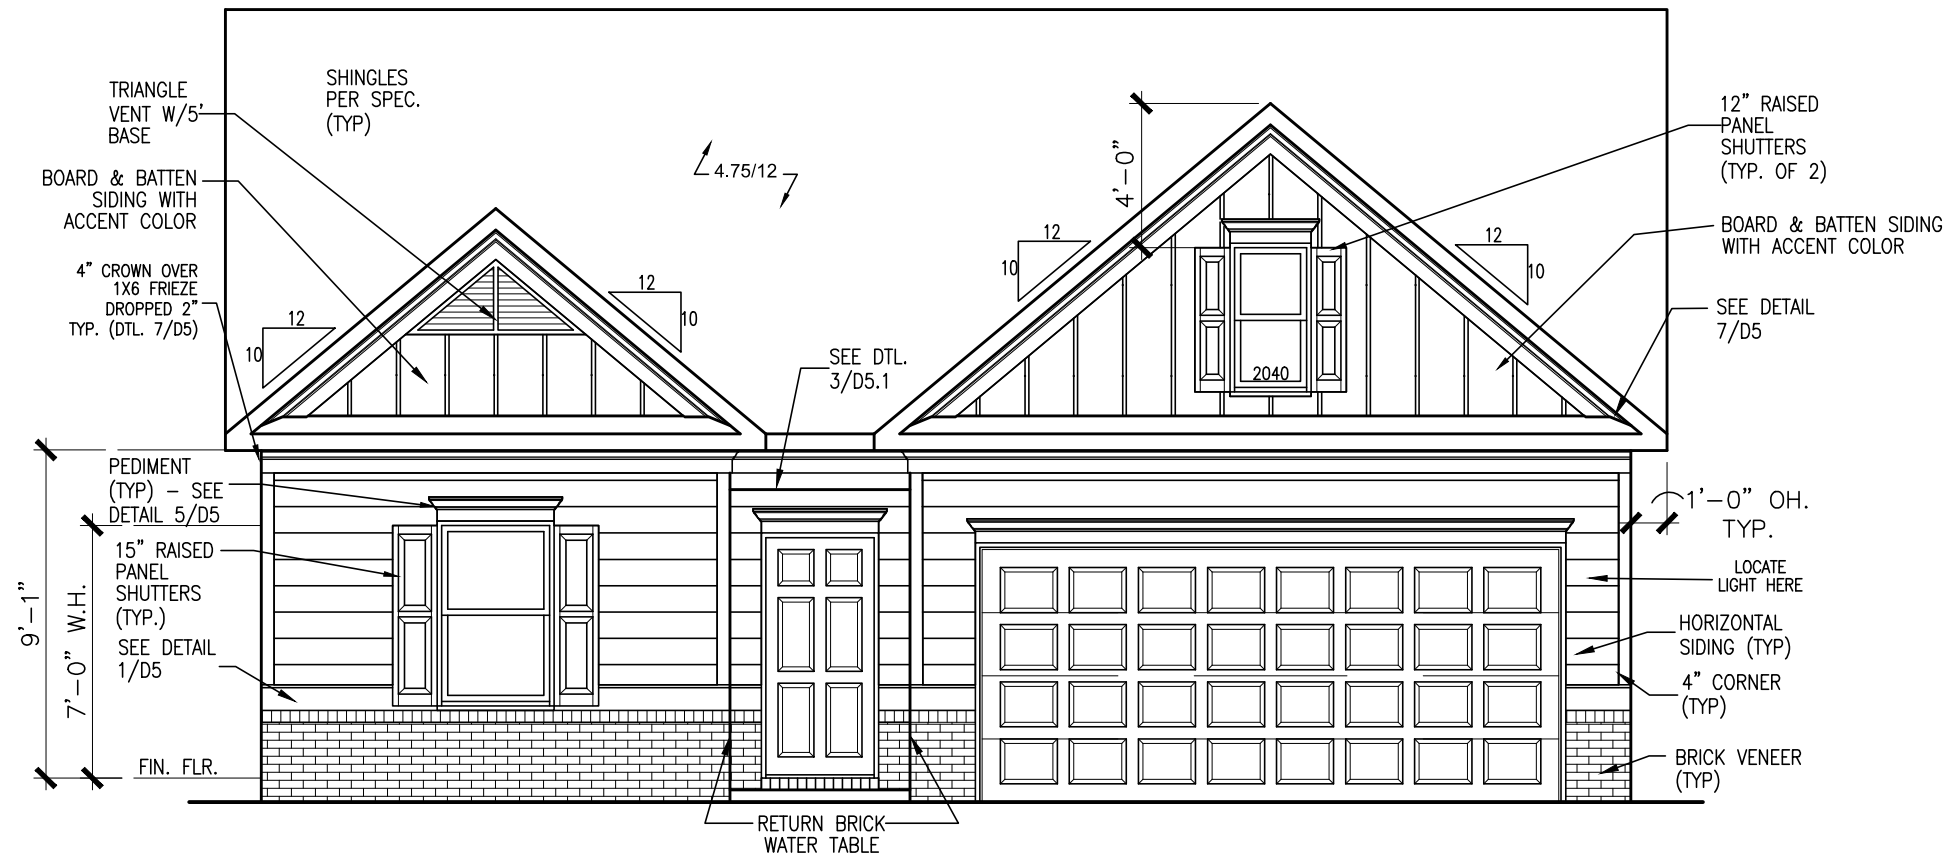 TRIANGLE
VENT W/5'
BASE
SHINGLES
PER SPEC.
(TYP)
BOARD & BATTEN
SIDING WITH
ACCENT COLOR
4" CROWN OVER
1X6 FRIEZE
DROPPED 2"
TYP. (DTL. 7/D5)
12
10
12
10
4.75/12
SEE DTL.
3/D5.1
4'-0"
12
10
12
10
2040
12" RAISED
PANEL
SHUTTERS
(TYP. OF 2)
BOARD & BATTEN SIDING
WITH ACCENT COLOR
SEE DETAIL
7/D5
PEDIMENT
(TYP) - SEE
DETAIL 5/D5
15" RAISED
PANEL
SHUTTERS
(TYP.)
SEE DETAIL
1/D5
9'-1"
7'-0" W.H.
FIN. FLR.
RETURN BRICK
WATER TABLE
1'-0" OH.
TYP.
LOCATE
LIGHT HERE
HORIZONTAL
SIDING (TYP)
4" CORNER
(TYP)
BRICK VENEER
(TYP)